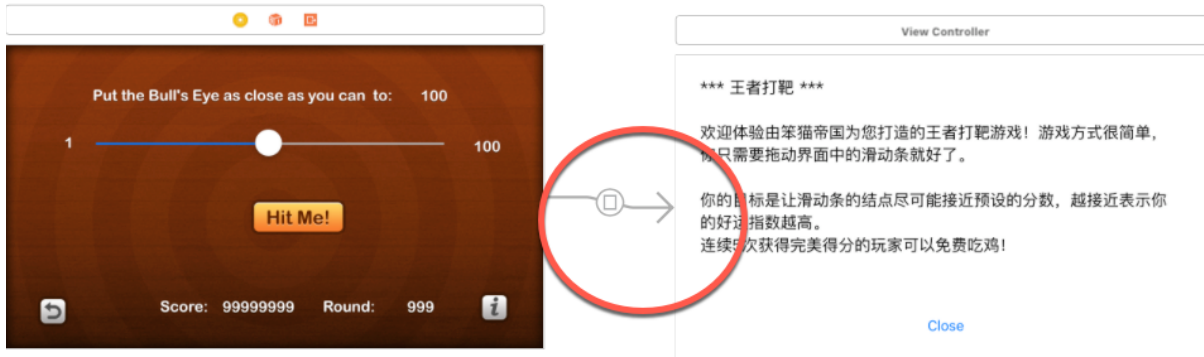 Put the Bull's Eye as close as you can to: 100
1
100
Hit Me!
Score: 99999999 Round: 999
i
View Controller
*** 王者打靶 ***
欢迎体验由笨猫帝国为您打造的王者打靶游戏！游戏方式很简单，
你只需要拖动界面中的滑动条就好了。
你的目标是让滑动条的结点尽可能接近预设的分数，越接近表示你
的好运指数越高。
连续5次获得完美得分的玩家可以免费吃鸡！
Close